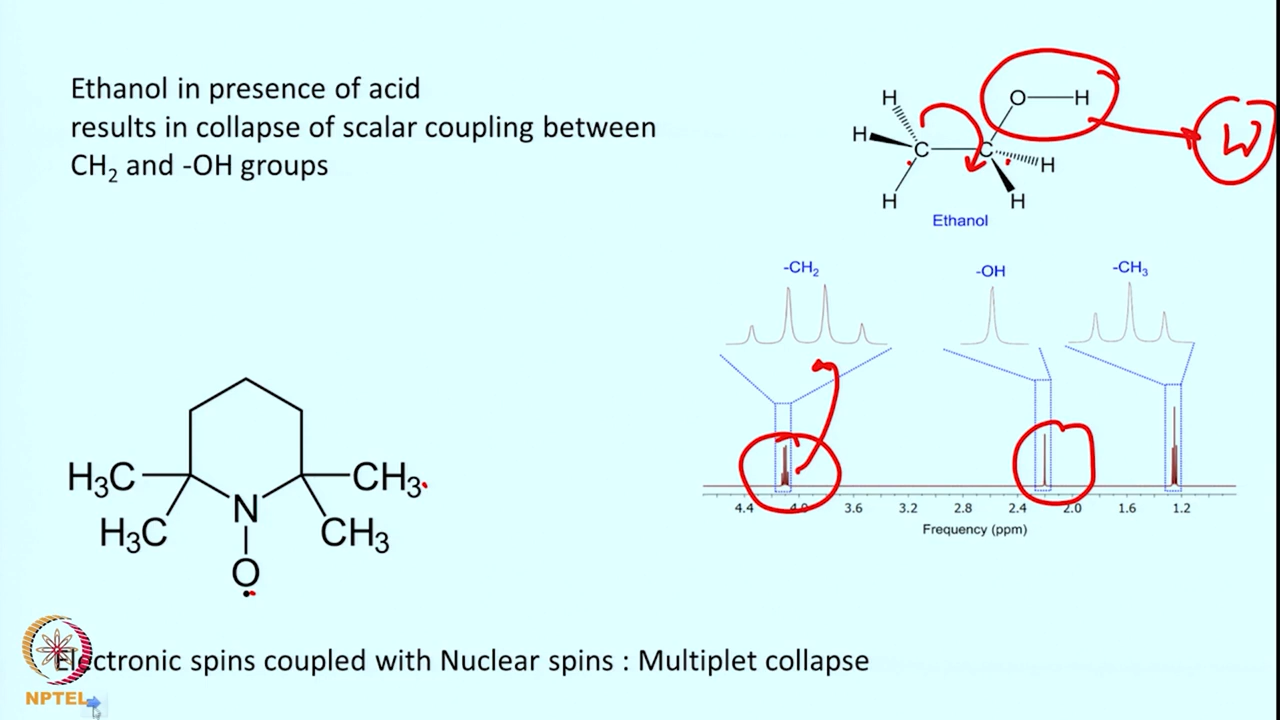 Ethanol in presence of acid
results in collapse of scalar coupling between
CH₂ and -OH groups
H
O
H
H
C
C
H
H
H
Ethanol
W
-CH₂
-OH
-CH₃
4.4 4.0 3.6 3.2 2.8 2.4 2.0 1.6 1.2
Frequency (ppm)
H₃C
CH₃
N
H₃C
CH₃
O
Electronic spins coupled with Nuclear spins : Multiplet collapse
NPTEL